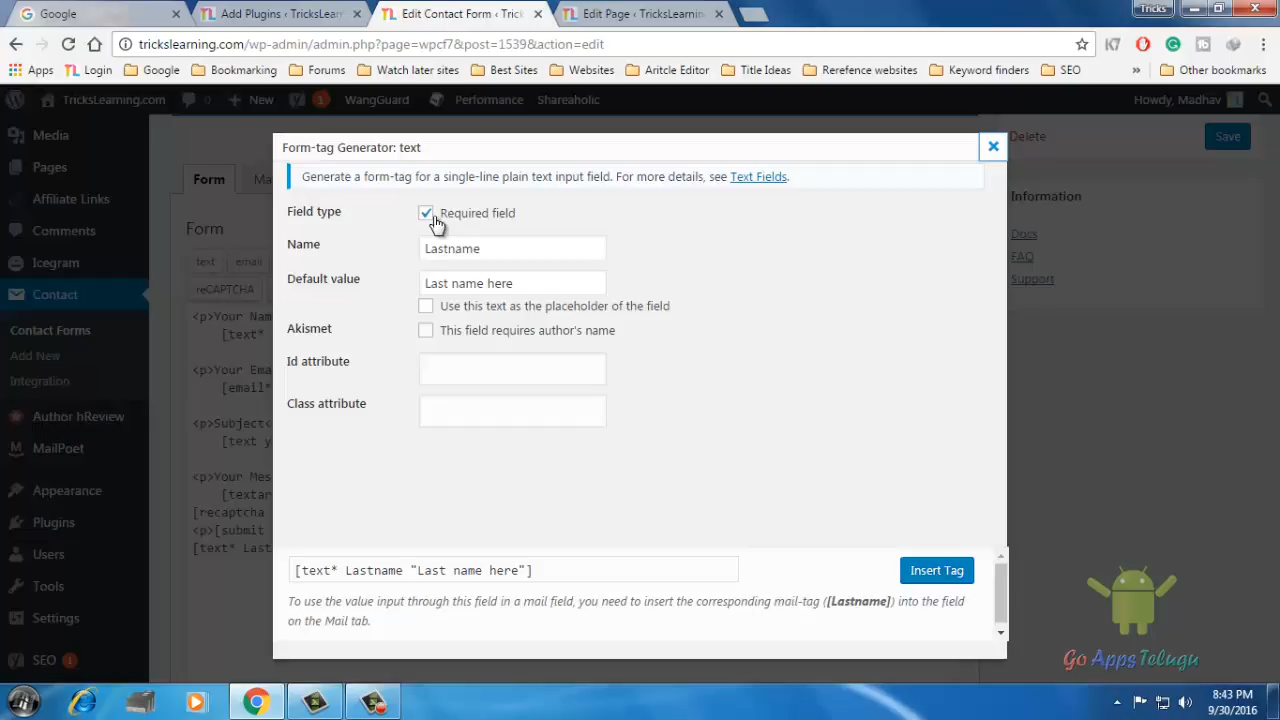 Google
Add Plugins ‹ TricksLearn
Edit Contact Form ‹ Trick
Edit Page ‹ TricksLearnin
Tricks
trickslearning.com/wp-admin/admin.php?page=wpcf7&post=1539&action=edit
Apps
Login
Google
Bookmarking
Forums
Watch later sites
Best Sites
Websites
Aritcle Editor
Title Ideas
Rerefence websites
Keyword finders
SEO
»
Other bookmarks
TricksLearning.com
0
New
1
WangGuard
Performance
Shareaholic
Howdy, Madhav
Media
Pages
Affiliate Links
Comments
Icegram
Contact
Contact Forms
Add New
Integration
Author hReview
MailPoet
Appearance
Plugins
Users
Tools
Settings
SEO 1
Form
Ma
Form
text
email
reCAPTCHA
<p>Your Nam
[text*
<p>Your Ema
[email*
<p>Subject<
[text y
<p>Your Mes
[textar
[recaptcha
<p>[submit
[text* Last
Form-tag Generator: text
Generate a form-tag for a single-line plain text input field. For more details, see Text Fields.
Field type
Required field
Name
Lastname
Default value
Last name here
Use this text as the placeholder of the field
Akismet
This field requires author's name
Id attribute
Class attribute
[text* Lastname "Last name here"]
Insert Tag
To use the value input through this field in a mail field, you need to insert the corresponding mail-tag ([Lastname]) into the field
on the Mail tab.
Delete
Save
Information
Docs
FAQ
Support
Go AppsTelugu
8:43 PM
9/30/2016